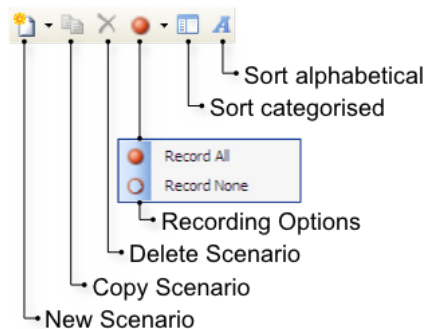 Sort alphabetical
Sort categorised
Record All
Record None
Recording Options
Delete Scenario
Copy Scenario
New Scenario